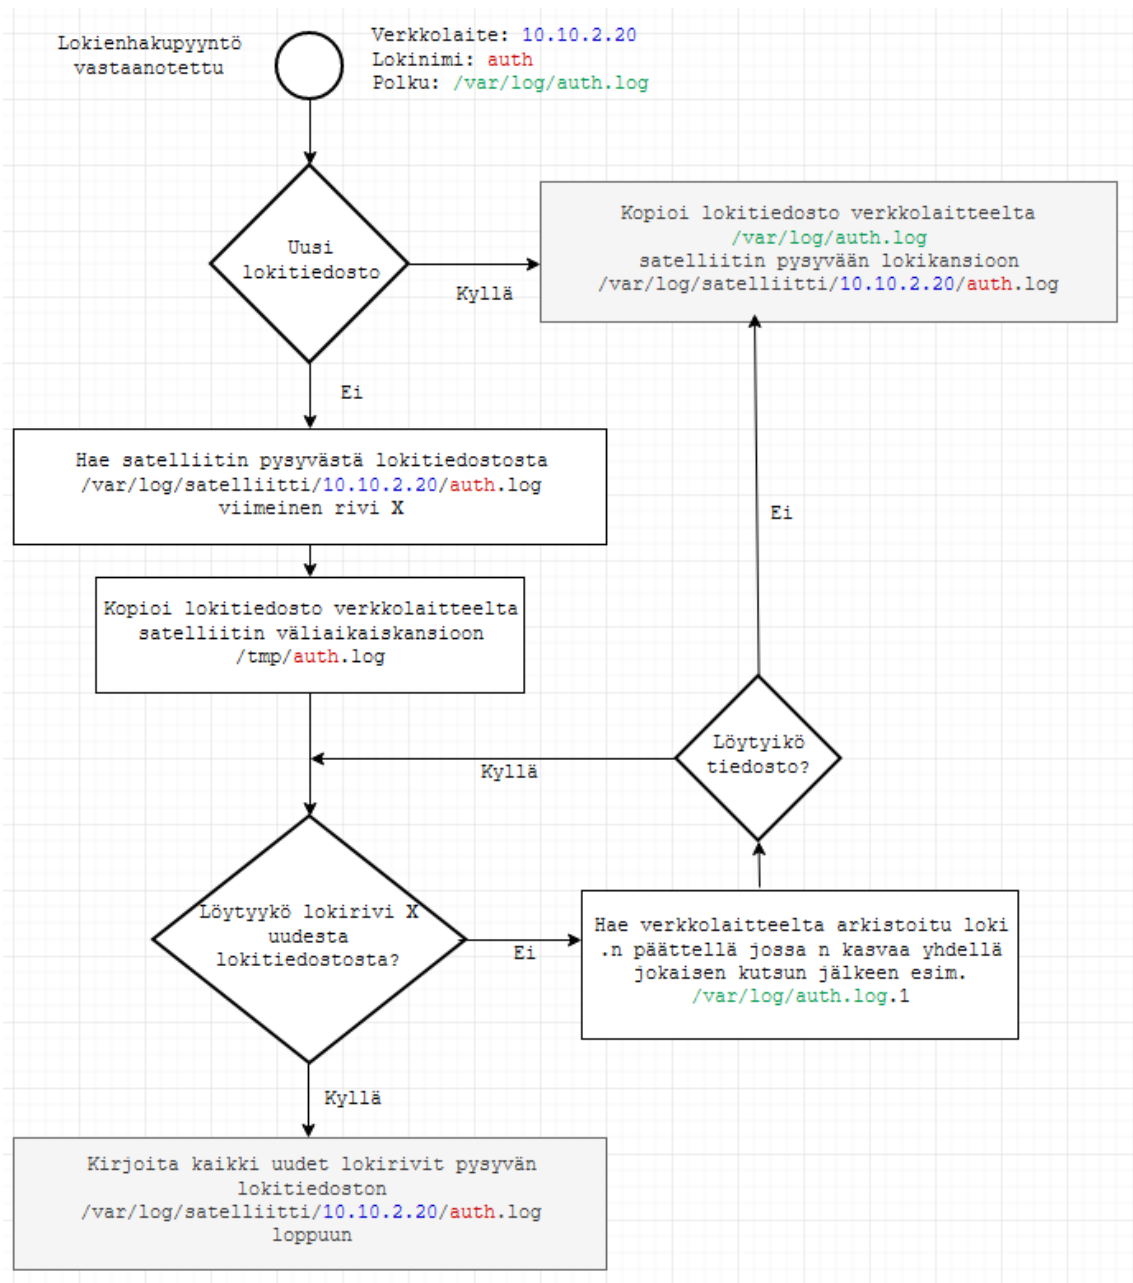 Lokienhakupyyntö
vastaanotettu
Verkkolaite: 10.10.2.20
Lokinimi: auth
Polku: /var/log/auth.log
Uusi
lokitiedosto
Kyllä
Kopioi lokitiedosto verkkolaitteelta
/var/log/auth.log
satelliitin pysyvään lokikansioon
/var/log/satelliitti/10.10.2.20/auth.log
Ei
Hae satelliitin pysyvästä lokitiedostosta
/var/log/satelliitti/10.10.2.20/auth.log
viimeinen rivi X
Ei
Kopioi lokitiedosto verkkolaitteelta
satelliitin väliaikaiskansioon
/tmp/auth.log
Löytyikö
tiedosto?
Kyllä
Löytyykö lokirivi X
uudesta
lokitiedostosta?
Ei
Hae verkkolaitteelta arkistoitu loki
.n päättellä jossa n kasvaa yhdellä
jokaisen kutsun jälkeen esim.
/var/log/auth.log.1
Kyllä
Kirjoita kaikki uudet lokirivit pysyvän
lokitiedoston
/var/log/satelliitti/10.10.2.20/auth.log
loppuun